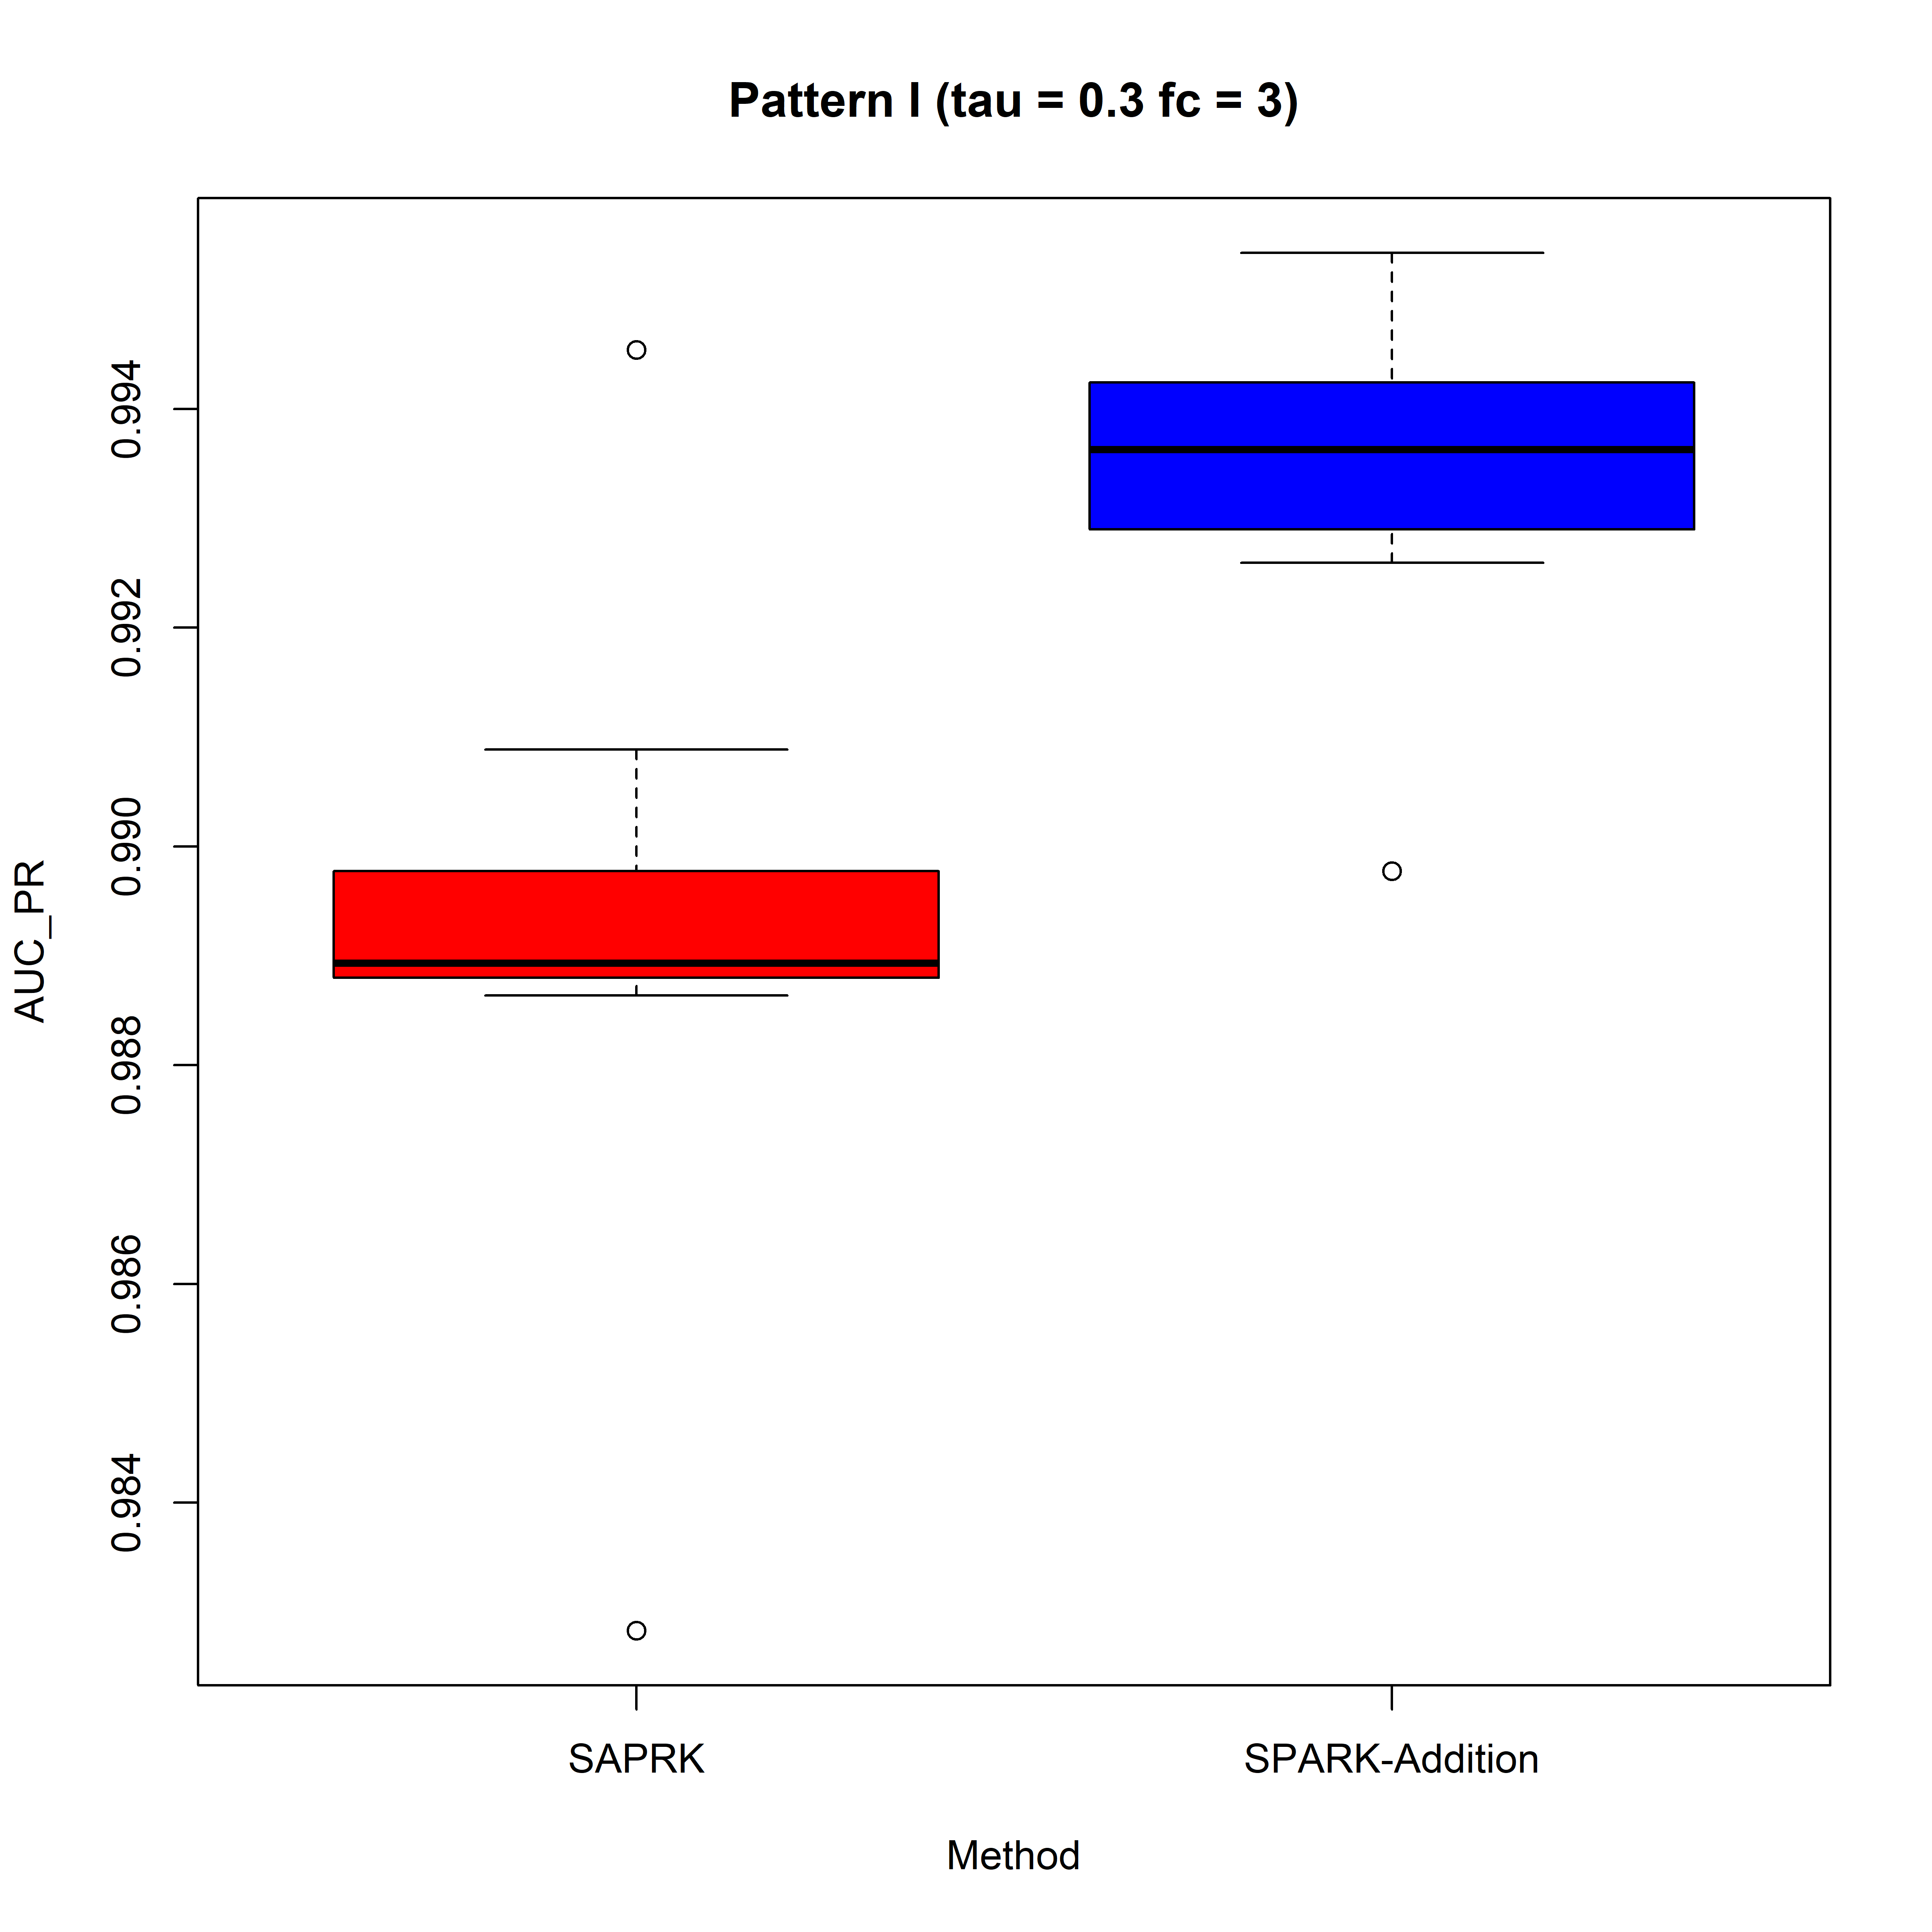 Pattern I (tau = 0.3 fc = 3)
AUC_PR
0.994
0.992
0.990
0.988
0.986
0.984
SAPRK
SPARK-Addition
Method